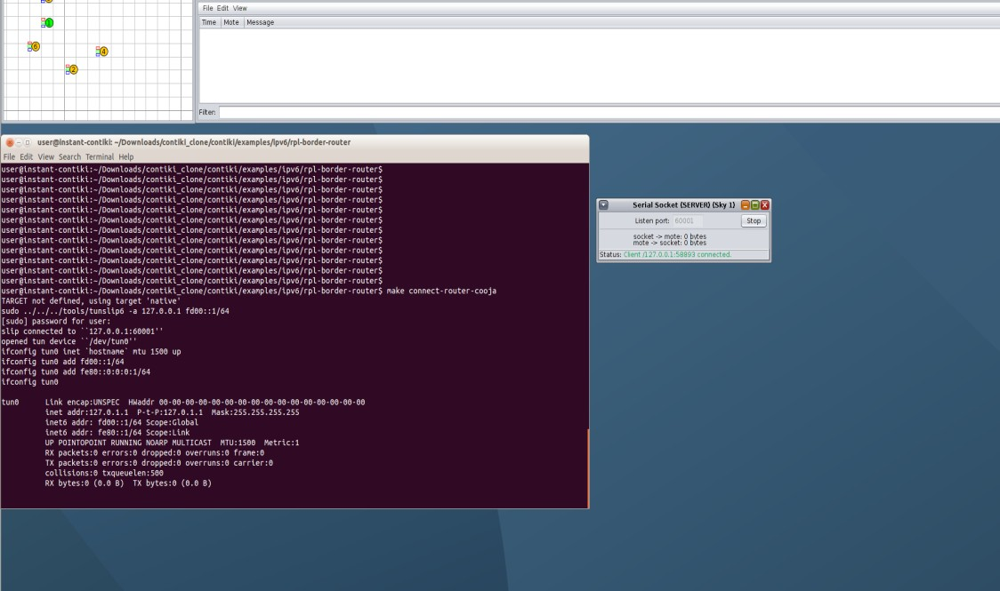 File Edit View
Time Mote Message
1
6
4
2
Filter:
user@instant-contiki: ~/Downloads/contiki_clone/contiki/examples/ipv6/rpl-border-router
File Edit View Search Terminal Help
user@instant-contiki:~/Downloads/contiki_clone/contiki/examples/ipv6/rpl-border-router$
user@instant-contiki:~/Downloads/contiki_clone/contiki/examples/ipv6/rpl-border-router$
user@instant-contiki:~/Downloads/contiki_clone/contiki/examples/ipv6/rpl-border-router$
user@instant-contiki:~/Downloads/contiki_clone/contiki/examples/ipv6/rpl-border-router$
user@instant-contiki:~/Downloads/contiki_clone/contiki/examples/ipv6/rpl-border-router$
user@instant-contiki:~/Downloads/contiki_clone/contiki/examples/ipv6/rpl-border-router$
user@instant-contiki:~/Downloads/contiki_clone/contiki/examples/ipv6/rpl-border-router$
user@instant-contiki:~/Downloads/contiki_clone/contiki/examples/ipv6/rpl-border-router$
user@instant-contiki:~/Downloads/contiki_clone/contiki/examples/ipv6/rpl-border-router$
user@instant-contiki:~/Downloads/contiki_clone/contiki/examples/ipv6/rpl-border-router$
user@instant-contiki:~/Downloads/contiki_clone/contiki/examples/ipv6/rpl-border-router$
user@instant-contiki:~/Downloads/contiki_clone/contiki/examples/ipv6/rpl-border-router$
user@instant-contiki:~/Downloads/contiki_clone/contiki/examples/ipv6/rpl-border-router$ make connect-router-cooja
TARGET not defined, using target 'native'
sudo ../../../tools/tunslip6 -a 127.0.0.1 fd00::1/64
[sudo] password for user:
slip connected to ``127.0.0.1:60001''
opened tun device ``/dev/tun0''
ifconfig tun0 inet `hostname` mtu 1500 up
ifconfig tun0 add fd00::1/64
ifconfig tun0 add fe80::0:0:0:1/64
ifconfig tun0
tun0 Link encap:UNSPEC HWaddr 00-00-00-00-00-00-00-00-00-00-00-00-00-00-00-00
inet addr:127.0.1.1 P-t-P:127.0.1.1 Mask:255.255.255.255
inet6 addr: fd00::1/64 Scope:Global
inet6 addr: fe80::1/64 Scope:Link
UP POINTOPOINT RUNNING NOARP MULTICAST MTU:1500 Metric:1
RX packets:0 errors:0 dropped:0 overruns:0 frame:0
TX packets:0 errors:0 dropped:0 overruns:0 carrier:0
collisions:0 txqueuelen:500
RX bytes:0 (0.0 B) TX bytes:0 (0.0 B)
Serial Socket (SERVER) (Sky 1)
Listen port: 60001 Stop
socket -> mote: 0 bytes
mote -> socket: 0 bytes
Status: Client /127.0.0.1:58893 connected.